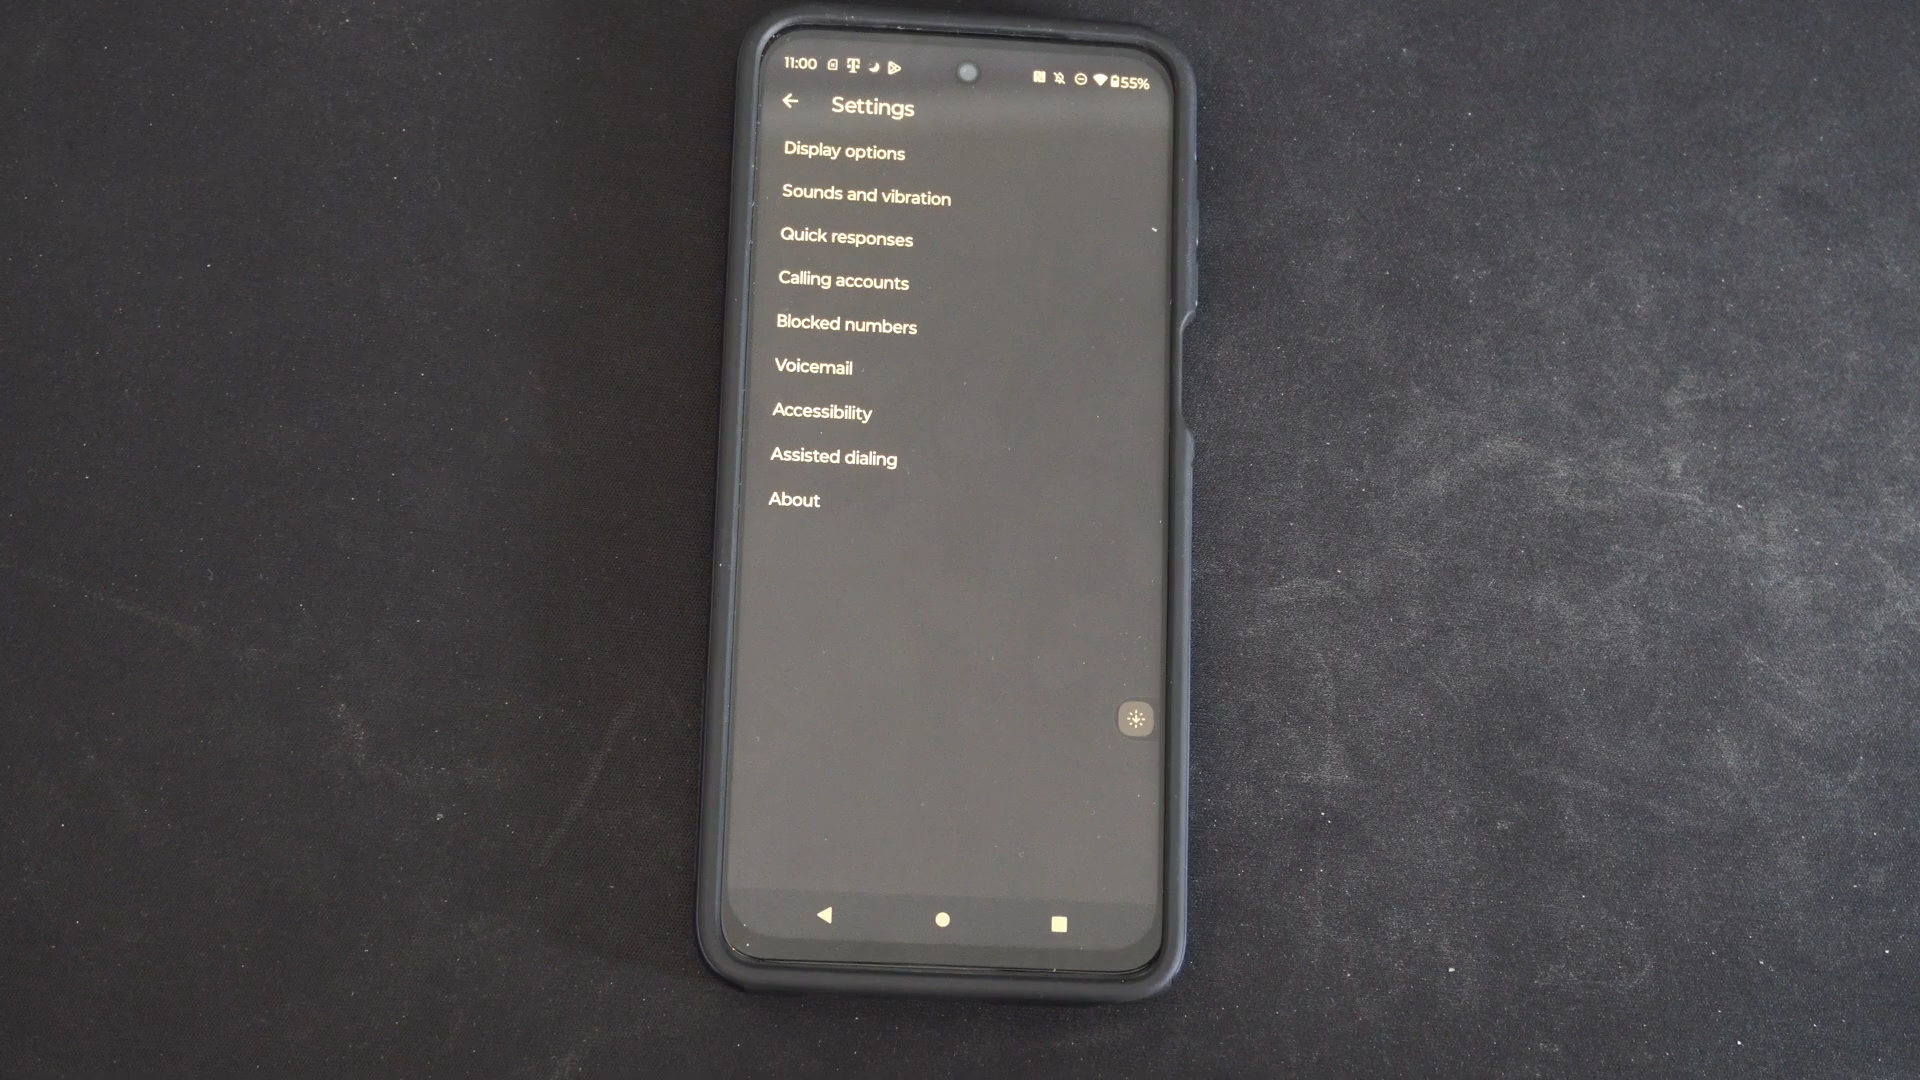 11:00 55%
Settings
Display options
Sounds and vibration
Quick responses
Calling accounts
Blocked numbers
Voicemail
Accessibility
Assisted dialing
About